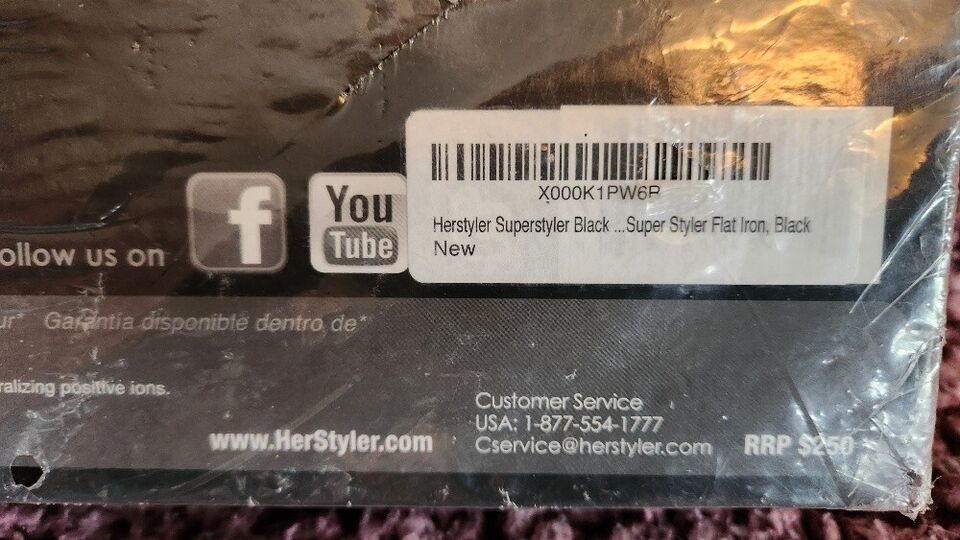 ollow us on
f
You
Tube
X000K1PW6P
Herstyler Superstyler Black ...Super Styler Flat Iron, Black
New
ur Garantia disponible dentro de*
ralizing positive ions.
Customer Service
USA: 1-877-554-1777
www.HerStyler.com
Cservice@herstyler.com
RRP $250